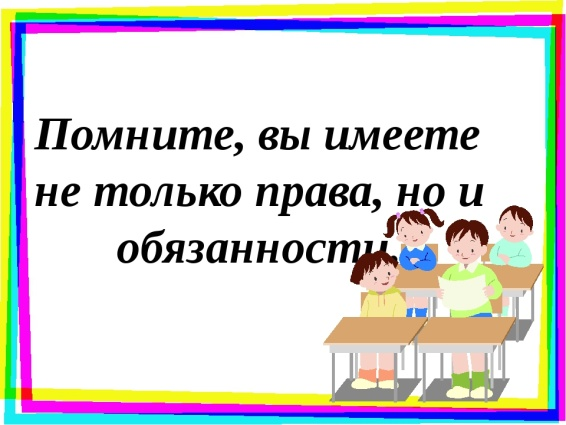 Помните, вы имеете
не только права, но и
обязанности.